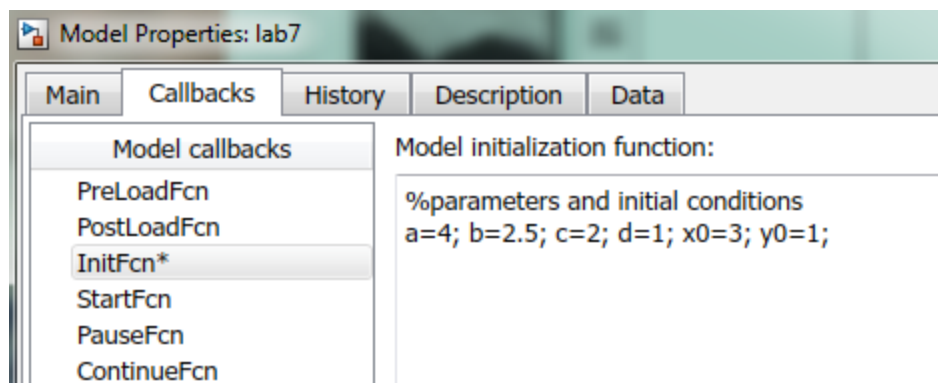 Model Properties: lab7
Main
Callbacks
History
Description
Data
Model callbacks
PreLoadFcn
PostLoadFcn
InitFcn*
StartFcn
PauseFcn
ContinueFcn
Model initialization function:
%parameters and initial conditions
a=4; b=2.5; c=2; d=1; x0=3; y0=1;